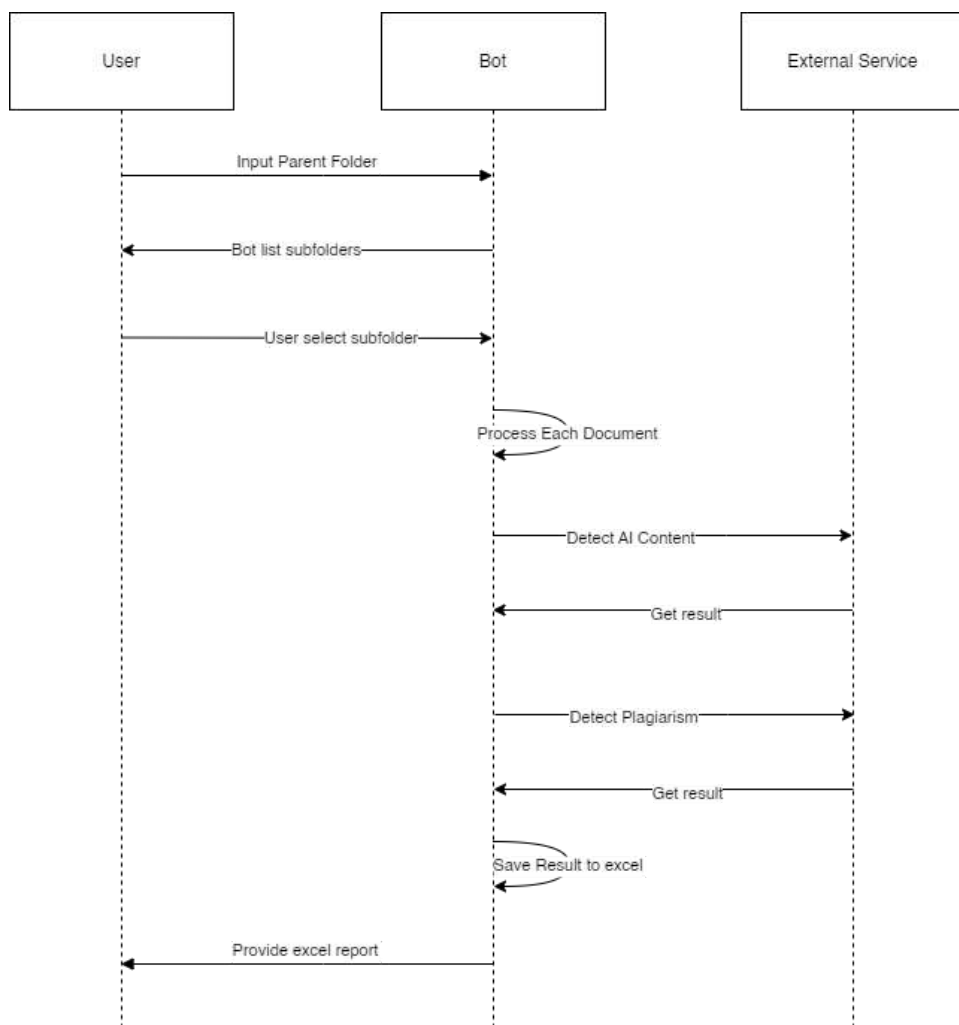 User
Bot
External Service
Input Parent Folder
Bot list subfolders
User select subfolder
Process Each Document
Detect AI Content
Get result
Detect Plagiarism
Get result
Save Result to excel
Provide excel report